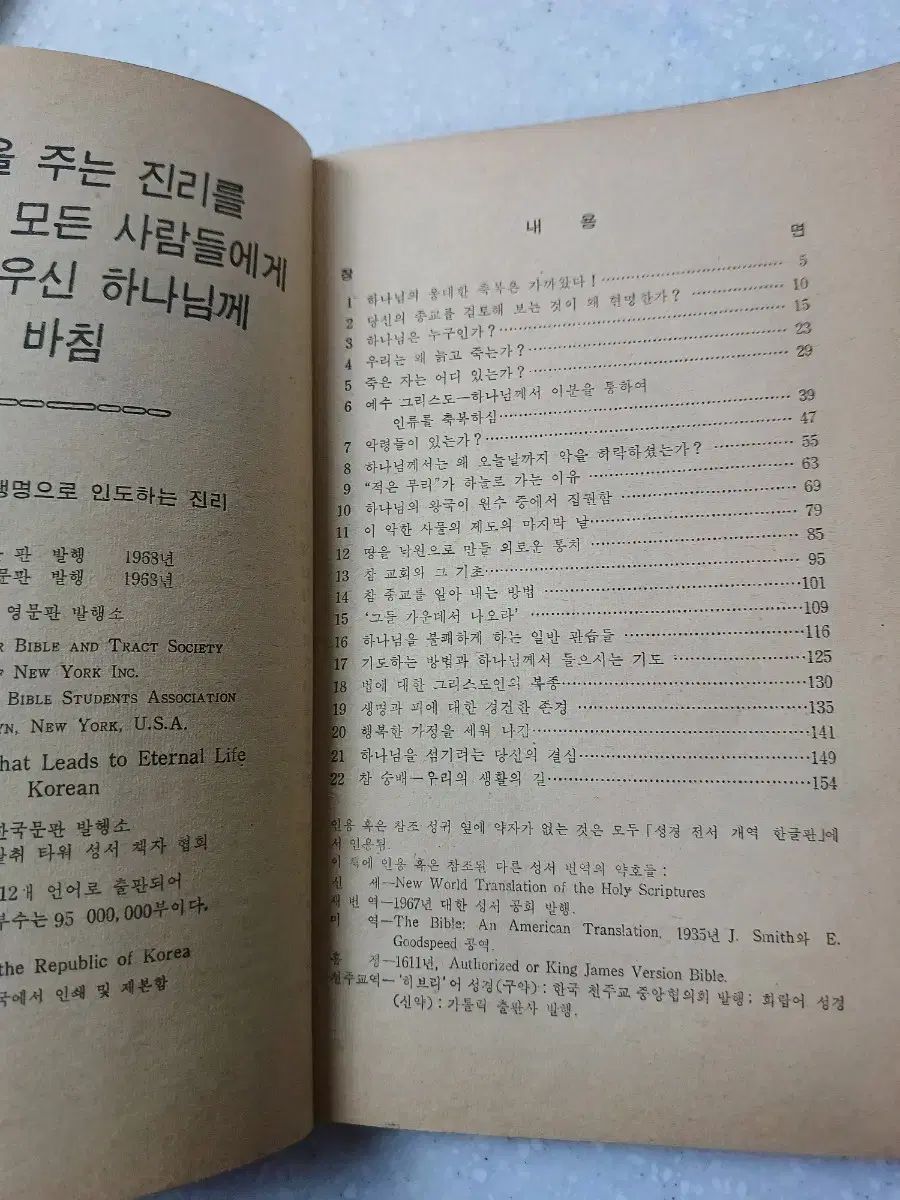 을 주는 진리를
모든 사람들에게
우신 하나님께
바침
생명으로 인도하는 진리
판 발행 1968년
문판 발행 1968년
영문판 발행소
R BIBLE AND TRACT SOCIETY
F NEW YORK INC.
BIBLE STUDENTS ASSOCIATION
YN, NEW YORK, U.S.A.
hat Leads to Eternal Life
Korean
한국문판 발행소
왈취 타워 성서 책자 협회
12개 언어로 출판되어
부수는 95 000,000부이다.
the Republic of Korea
국에서 인쇄 및 제본함
내 용
장 면
1 하나님의 웅대한 축복은 가까왔다! 5
2 당신의 종교를 검토해 보는 것이 왜 현명한가? 10
3 하나님은 누구인가? 15
4 우리는 왜 늙고 죽는가? 23
5 죽은 자는 어디 있는가? 29
6 예수 그리스도—하나님께서 이분을 통하여
인류를 축복하심 39
7 악령들이 있는가? 47
8 하나님께서는 왜 오늘날까지 악을 허락하셨는가? 55
9 “적은 무리”가 하늘로 가는 이유 63
10 하나님의 왕국이 원수 중에서 집권함 69
11 이 악한 사물의 제도의 마지막 날 79
12 땅을 낙원으로 만들 의로운 통치 85
13 참 교회와 그 기초 95
14 참 종교를 알아 내는 방법 101
15 ‘그들 가운데서 나오라’ 109
16 하나님을 불쾌하게 하는 일반 관습들 116
17 기도하는 방법과 하나님께서 들으시는 기도 125
18 법에 대한 그리스도인의 복종 130
19 생명과 피에 대한 경건한 존경 135
20 행복한 가정을 세워 나감 141
21 하나님을 섬기려는 당신의 결심 149
22 참 숭배—우리의 생활의 길 154
인용 혹은 참조 성귀 옆에 약자가 없는 것은 모두 「성경 전서 개역 한글판」에
서 인용됨.
이 책에 인용 혹은 참조된 다른 성서 번역의 약호들:
신 세—New World Translation of the Holy Scriptures
새 번 역—1967년 대한 성서 공회 발행.
미 역—The Bible: An American Translation, 1935년 J. Smith와 E.
Goodspeed 공역.
흠 정—1611년, Authorized or King James Version Bible.
천주교역—‘히브리’어 성경(구약): 한국 천주교 중앙협의회 발행; 희랍어 성경
(신약): 가톨릭 출판사 발행.